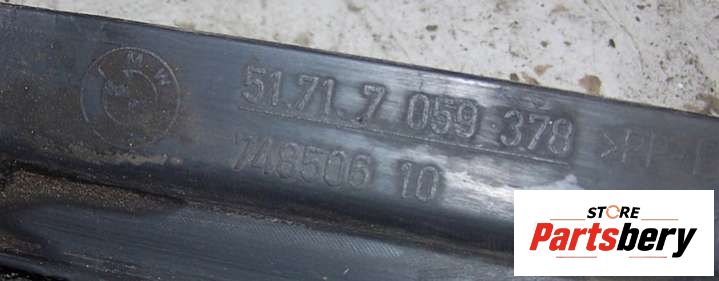 BMW
51.71 7 059 378
748506 10
STORE
Partsbery